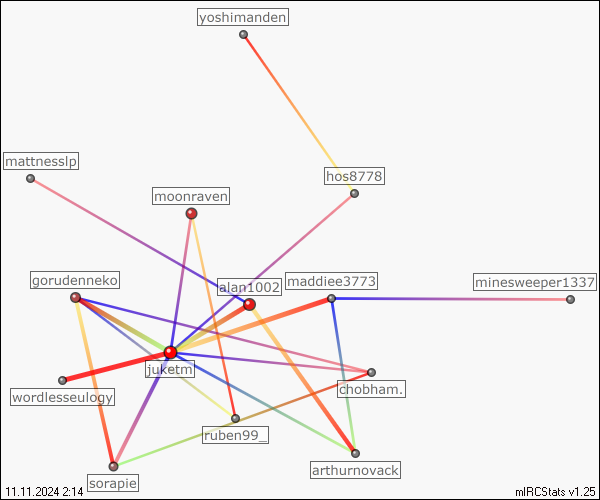 yoshimanden
mattnesslp
hos8778
moonraven
gorudenneko
alan1002
maddiee3773
minesweeper1337
juketm
wordlesseulogy
chobham.
ruben99_
arthurnovack
sorapie
11.11.2024 2:14
mIRCStats v1.25